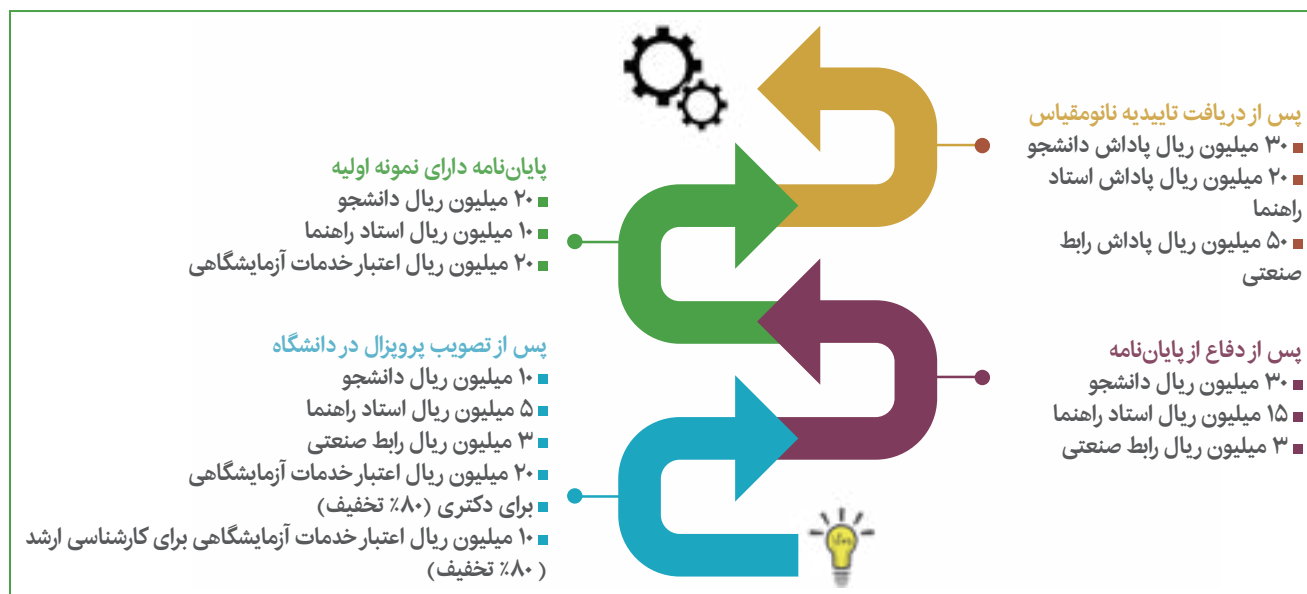 پس از دریافت تاییدیه نانومقیاس
۳۰ میلیون ریال پاداش دانشجو
۲۰ میلیون ریال پاداش استاد
راهنما
۵۰ میلیون ریال پاداش رابط
صنعتی
پایان‌نامه دارای نمونه اولیه
۲۰ میلیون ریال دانشجو
۱۰ میلیون ریال استاد راهنما
۲۰ میلیون ریال اعتبار خدمات آزمایشگاهی
پس از دفاع از پایان‌نامه
۳۰ میلیون ریال دانشجو
۱۵ میلیون ریال استاد راهنما
۳ میلیون ریال رابط صنعتی
پس از تصویب پروپزال در دانشگاه
۱۰ میلیون ریال دانشجو
۵ میلیون ریال استاد راهنما
۳ میلیون ریال رابط صنعتی
۲۰ میلیون ریال اعتبار خدمات آزمایشگاهی
برای دکتری (۸۰٪ تخفیف)
۱۰ میلیون ریال اعتبار خدمات آزمایشگاهی برای کارشناسی ارشد
(۸۰٪ تخفیف)